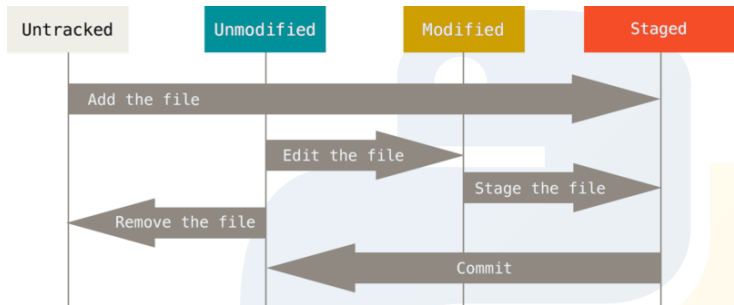 Untracked
Unmodified
Modified
Staged
Add the file
Edit the file
Stage the file
Remove the file
Commit